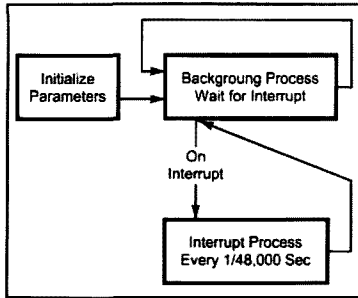 Initialize
Parameters
Backgroung Process
Wait for Interrupt
On
Interrupt
Interrupt Process
Every 1/48,000 Sec